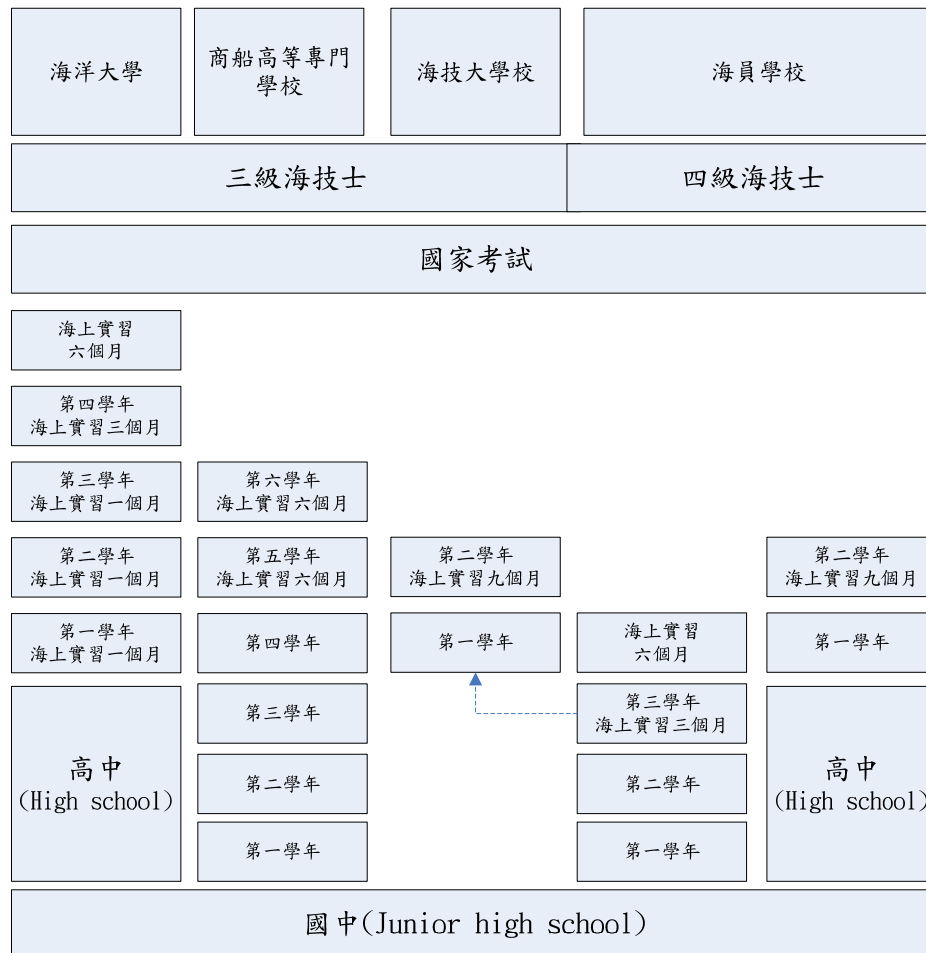 海洋大學
商船高等專門
學校
海技大學校
海員學校
三級海技士
四級海技士
國家考試
海上實習
六個月
第四學年
海上實習三個月
第三學年
海上實習一個月
第六學年
海上實習六個月
第二學年
海上實習一個月
第五學年
海上實習六個月
第二學年
海上實習九個月
第二學年
海上實習九個月
第一學年
海上實習一個月
第四學年
第一學年
海上實習
六個月
第一學年
高中
(High school)
第三學年
第三學年
海上實習三個月
高中
(High school)
第二學年
第二學年
第一學年
第一學年
國中(Junior high school)